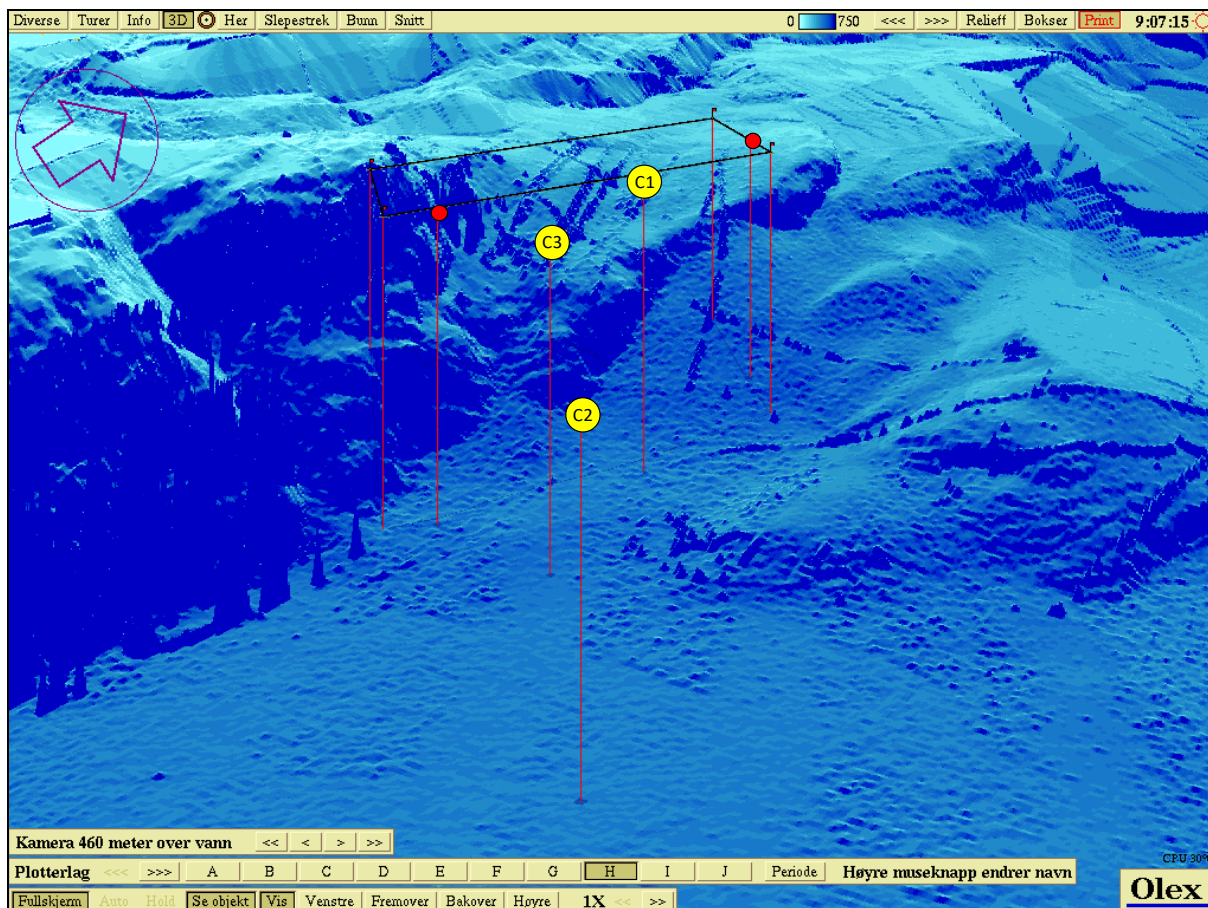 Diverse Turer Info 3D Her Slepestrek Bunn Snitt 0 750 <<< >>> Relieff Bokser Print 9:07:15
C1
C3
C2
Kamera 460 meter over vann << < > >>
CPU 30%
Plotterlag <<< >>> A B C D E F G H I J Periode Høyre museknapp endrer navn
Olex
Fullskjerm Auto Hold Se objekt Vis Venstre Fremover Bakover Høyre 1X << >>